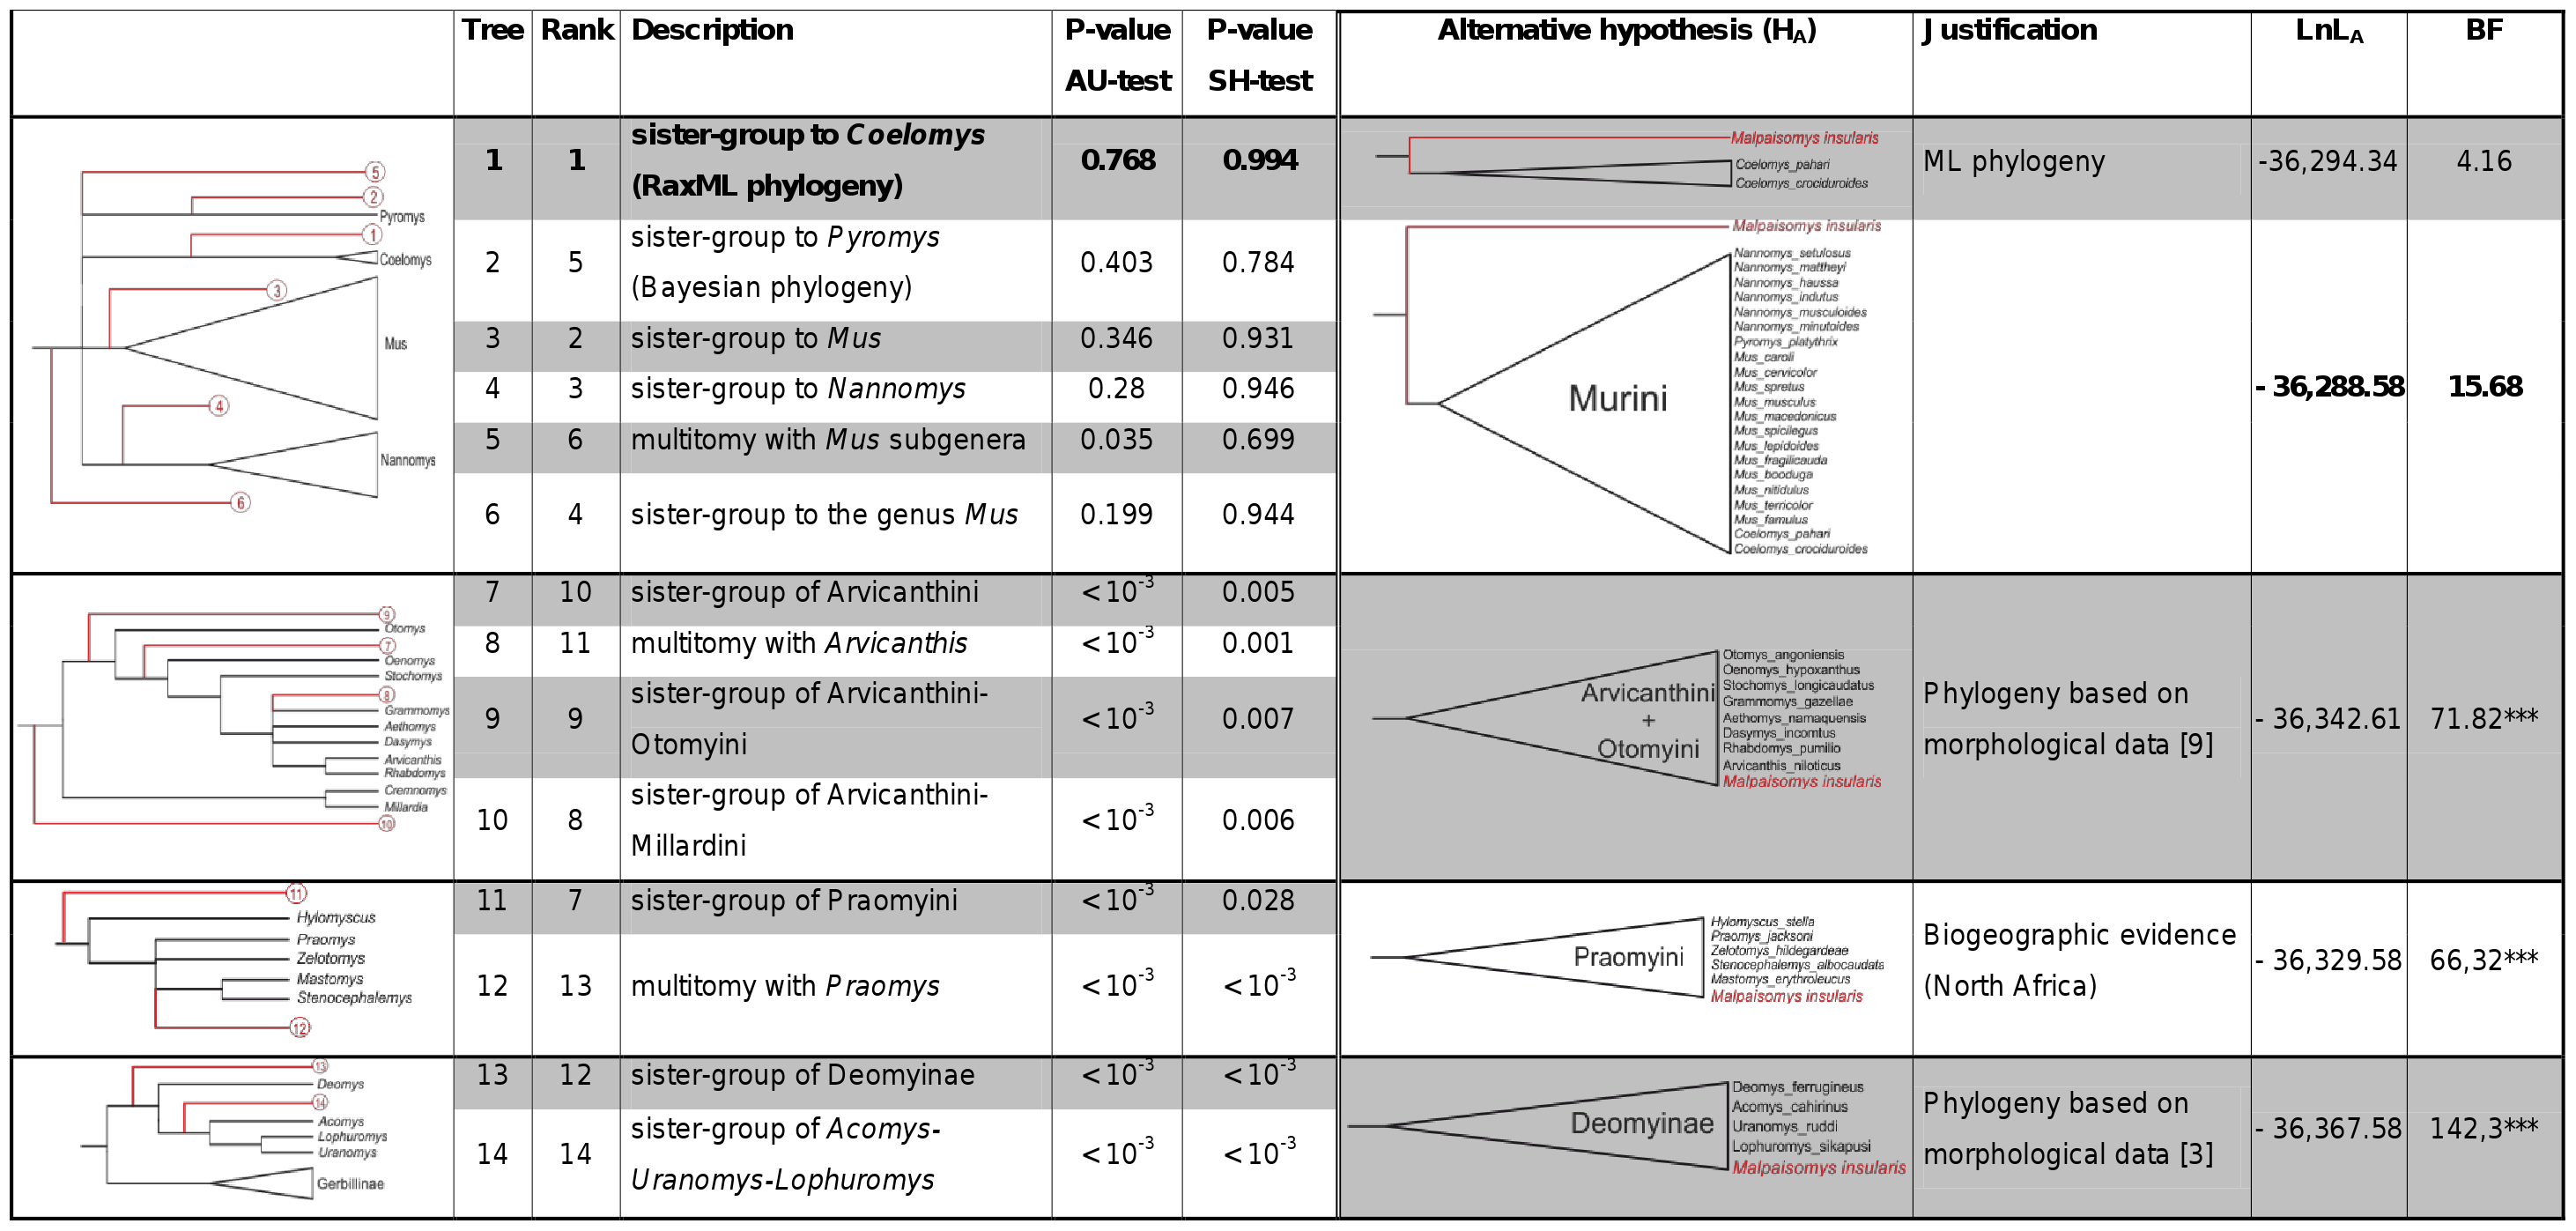 Tree Rank Description P-value AU-test P-value SH-test Alternative hypothesis (HA) Justification LnLA BF
5
2
Pyromys
1
Coelomys
3
Mus
4
Nannomys
6
1 1 sister-group to Coelomys (RaxML phylogeny) 0.768 0.994
2 5 sister-group to Pyromys (Bayesian phylogeny) 0.403 0.784
3 2 sister-group to Mus 0.346 0.931
4 3 sister-group to Nannomys 0.28 0.946
5 6 multitomy with Mus subgenera 0.035 0.699
6 4 sister-group to the genus Mus 0.199 0.944
Malpaisomys insularis
Coelomys_pahari
Coelomys_crociduroides
ML phylogeny -36,294.34 4.16
Malpaisomys insularis
Murini
Nannomys_setulosus
Nannomys_mattheyi
Nannomys_haussa
Nannomys_indutus
Nannomys_musculoides
Nannomys_minutoides
Pyromys_platythrix
Mus_caroli
Mus_cervicolor
Mus_spretus
Mus_musculus
Mus_macedonicus
Mus_spicilegus
Mus_lepidoides
Mus_fragilicauda
Mus_booduga
Mus_nitidulus
Mus_terricolor
Mus_famulus
Coelomys_pahari
Coelomys_crociduroides
- 36,288.58 15.68
9
Otomys
7
Oenomys
Stochomys
8
Grammomys
Aethomys
Dasymys
Arvicanthis
Rhabdomys
Cremnomys
Millardia
10
7 10 sister-group of Arvicanthini <10-3 0.005
8 11 multitomy with Arvicanthis <10-3 0.001
9 9 sister-group of Arvicanthini-Otomyini <10-3 0.007
10 8 sister-group of Arvicanthini-Millardini <10-3 0.006
Arvicanthini
+
Otomyini
Otomys_angoniensis
Oenomys_hypoxanthus
Stochomys_longicaudatus
Grammomys_gazellae
Aethomys_namaquensis
Dasymys_incomtus
Rhabdomys_pumilio
Arvicanthis_niloticus
Malpaisomys insularis
Phylogeny based on
morphological data [9]
- 36,342.61 71.82***
11
Hylomyscus
Praomys
Zelotomys
Mastomys
Stenocephalemys
12
11 7 sister-group of Praomyini <10-3 0.028
12 13 multitomy with Praomys <10-3 <10-3
Praomyini
Hylomyscus_stella
Praomys_jacksoni
Zelotomys_hildegardeae
Stenocephalemys_albocaudata
Mastomys_erythroleucus
Malpaisomys insularis
Biogeographic evidence
(North Africa)
- 36,329.58 66,32***
13
Deomys
14
Acomys
Lophuromys
Uranomys
Gerbillinae
13 12 sister-group of Deomyinae <10-3 <10-3
14 14 sister-group of Acomys-Uranomys-Lophuromys <10-3 <10-3
Deomyinae
Deomys_ferrugineus
Acomys_cahirinus
Uranomys_ruddi
Lophuromys_sikapusi
Malpaisomys insularis
Phylogeny based on
morphological data [3]
- 36,367.58 142,3***